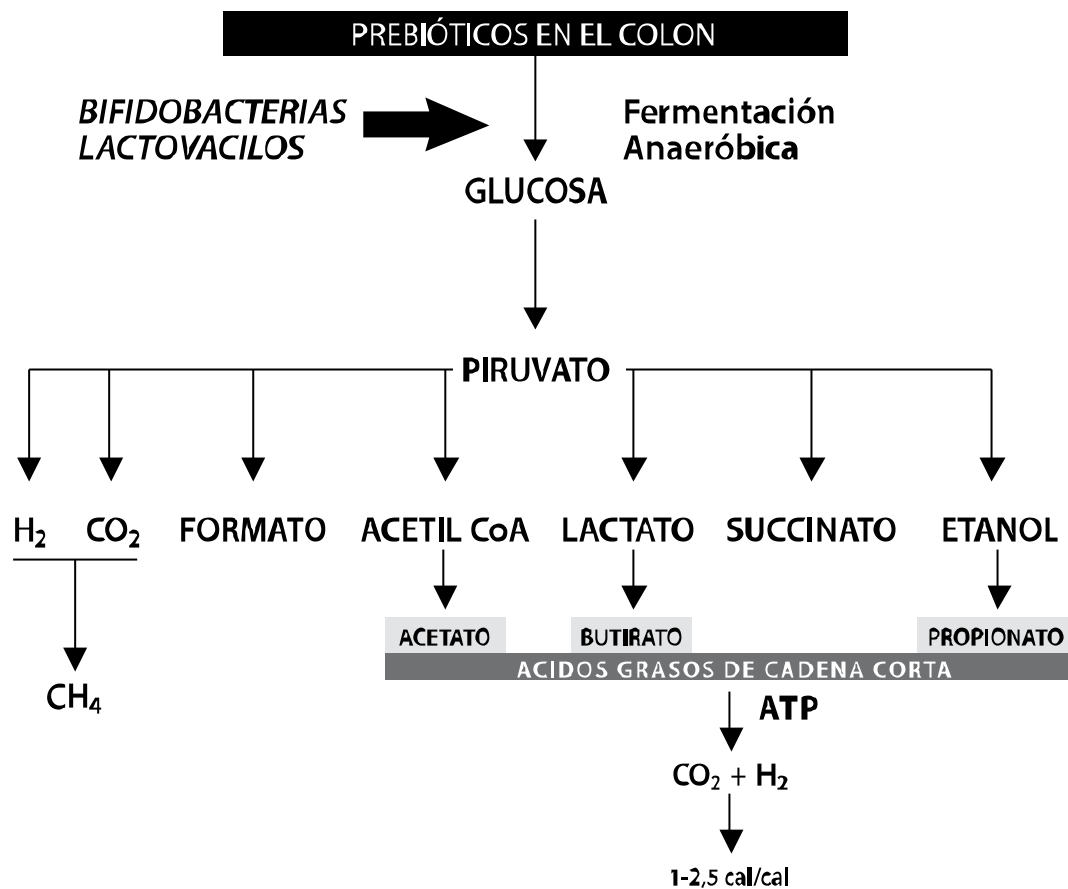 PREBIÓTICOS EN EL COLON
BIFIDOBACTERIAS
LACTOVACILOS
Fermentación
Anaeróbica
GLUCOSA
PIRUVATO
H₂ CO₂ FORMATO ACETIL CoA LACTATO SUCCINATO ETANOL
ACETATO BUTIRATO PROPIONATO
ACIDOS GRASOS DE CADENA CORTA
CH₄
ATP
CO₂ + H₂
1-2,5 cal/cal